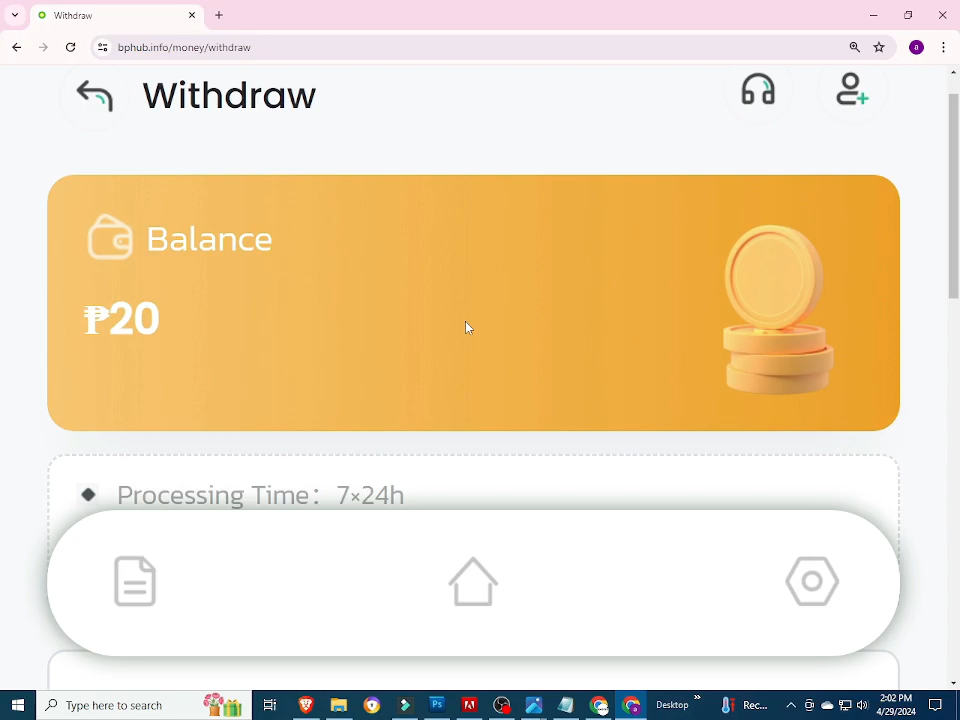 Withdraw
bphub.info/money/withdraw
a
Withdraw
Balance
₱20
Processing Time： 7×24h
Type here to search
Ps
a
Desktop
»
Rec...
2:02 PM
4/29/2024